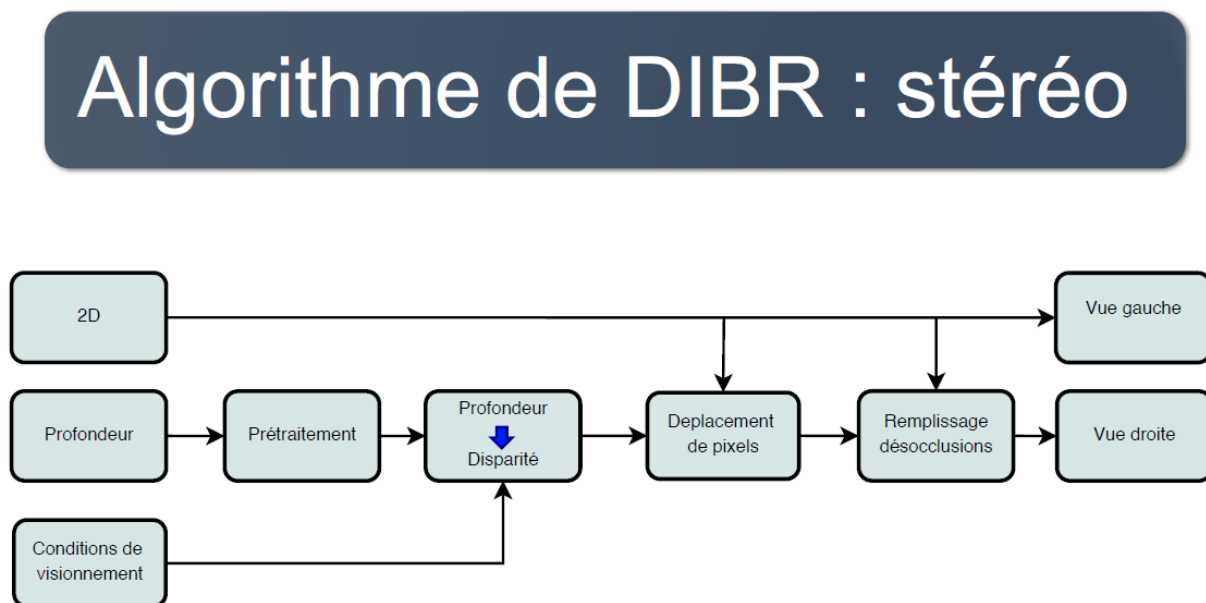 Algorithme de DIBR : stéréo
2D
Vue gauche
Profondeur
Prétraitement
Profondeur
Disparité
Deplacement
de pixels
Remplissage
désocclusions
Vue droite
Conditions de
visionnement